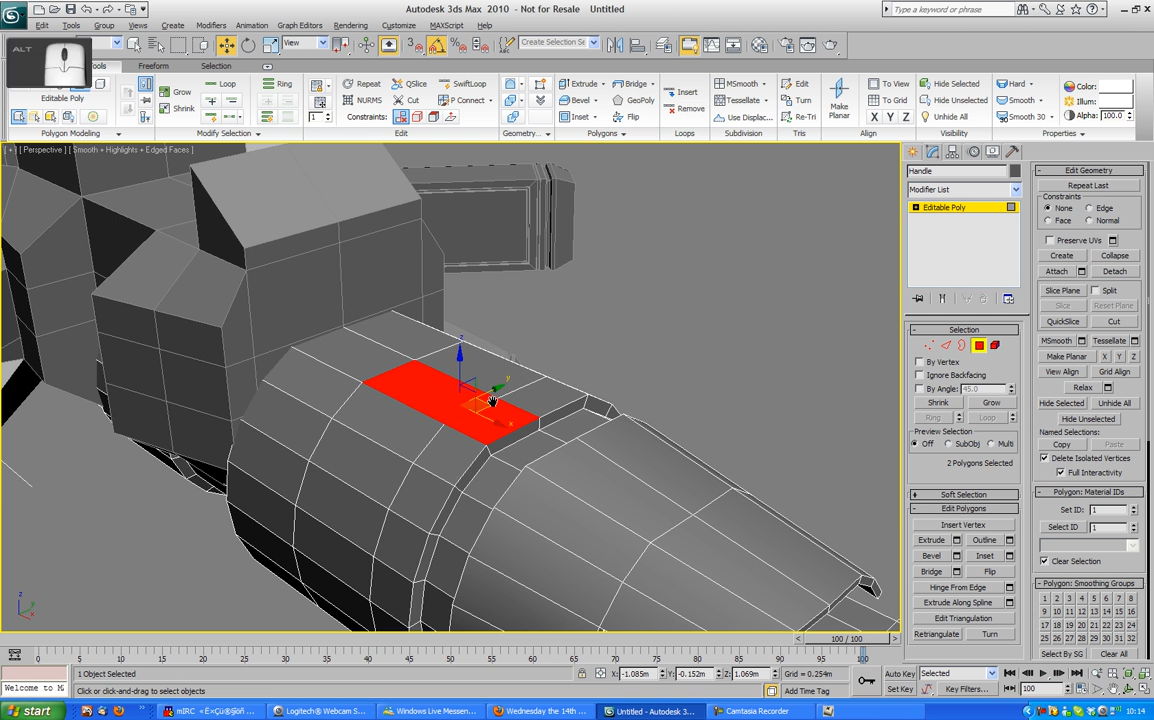 Autodesk 3ds Max 2010 - Not for Resale Untitled
Type a keyword or phrase
Edit Tools Group Views Create Modifiers Animation Graph Editors Rendering Customize MAXScript Help
ALT
View
Create Selection Se
Tools Freeform Selection
Editable Poly
Grow Loop Ring
Shrink
Repeat QSlice SwiftLoop
NURMS Cut P Connect
Constraints:
Extrude Bridge
Bevel GeoPoly
Inset Flip
Insert
Remove
MSmooth
Tessellate
Use Displac...
Edit
Turn
Re-Tri
Make Planar
To View
To Grid
X Y Z
Hide Selected
Hide Unselected
Unhide All
Hard
Smooth
Smooth 30
Color:
Illum:
Alpha: 100.0
Polygon Modeling Modify Selection Edit Geometry... Polygons Loops Subdivision Align Visibility Properties
[ + ] [ Perspective ] [ Smooth + Highlights + Edged Faces ]
Handle
Modifier List
Editable Poly
Selection
By Vertex
Ignore Backfacing
By Angle: 45.0
Shrink Grow
Ring Loop
Preview Selection
Off SubObj Multi
2 Polygons Selected
Soft Selection
Edit Polygons
Insert Vertex
Extrude Outline
Bevel Inset
Bridge Flip
Hinge From Edge
Extrude Along Spline
Edit Triangulation
Retriangulate Turn
Edit Geometry
Repeat Last
Constraints
None Edge
Face Normal
Preserve UVs
Create Collapse
Attach Detach
Slice Plane Split
Slice Reset Plane
QuickSlice Cut
MSmooth Tessellate
Make Planar X Y Z
View Align Grid Align
Relax
Hide Selected Unhide All
Hide Unselected
Named Selections:
Copy Paste
Delete Isolated Vertices
Full Interactivity
Polygon: Material IDs
Set ID: 1
Select ID 1
Clear Selection
Polygon: Smoothing Groups
1 2 3 4 5 6 7 8
9 10 11 12 13 14 15 16
17 18 19 20 21 22 23 24
25 26 27 28 29 30 31 32
Select By SG Clear All
z y x
100 / 100
0 5 10 15 20 25 30 35 40 45 50 55 60 65 70 75 80 85 90 95 100
1 Object Selected
X: -1.085m Y: -0.152m Z: 1.069m Grid = 0.254m
Auto Key Selected
Welcome to M
Click or click-and-drag to select objects
Add Time Tag
Set Key Key Filters... 100
start
Logitech® Webcam S...
Windows Live Messen...
Wednesday the 14th ...
Untitled - Autodesk 3...
Camtasia Recorder
10:14